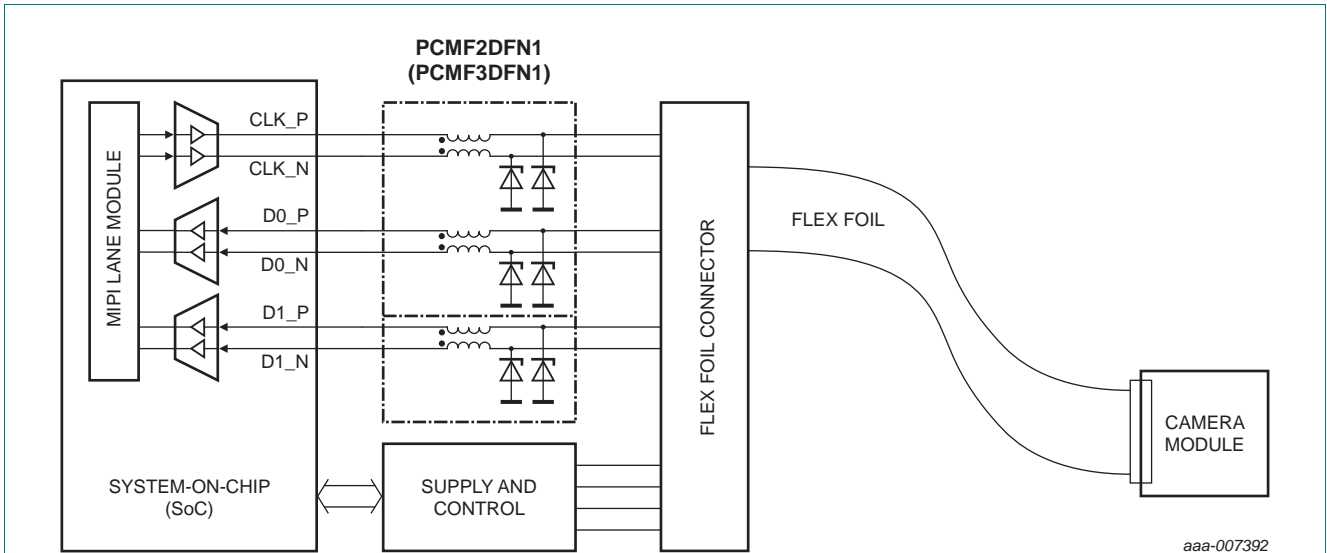 PCMF2DFN1
(PCMF3DFN1)
MIPI LANE MODULE
CLK_P
CLK_N
D0_P
D0_N
D1_P
D1_N
SYSTEM-ON-CHIP
(SoC)
SUPPLY AND
CONTROL
FLEX FOIL CONNECTOR
FLEX FOIL
CAMERA
MODULE
aaa-007392